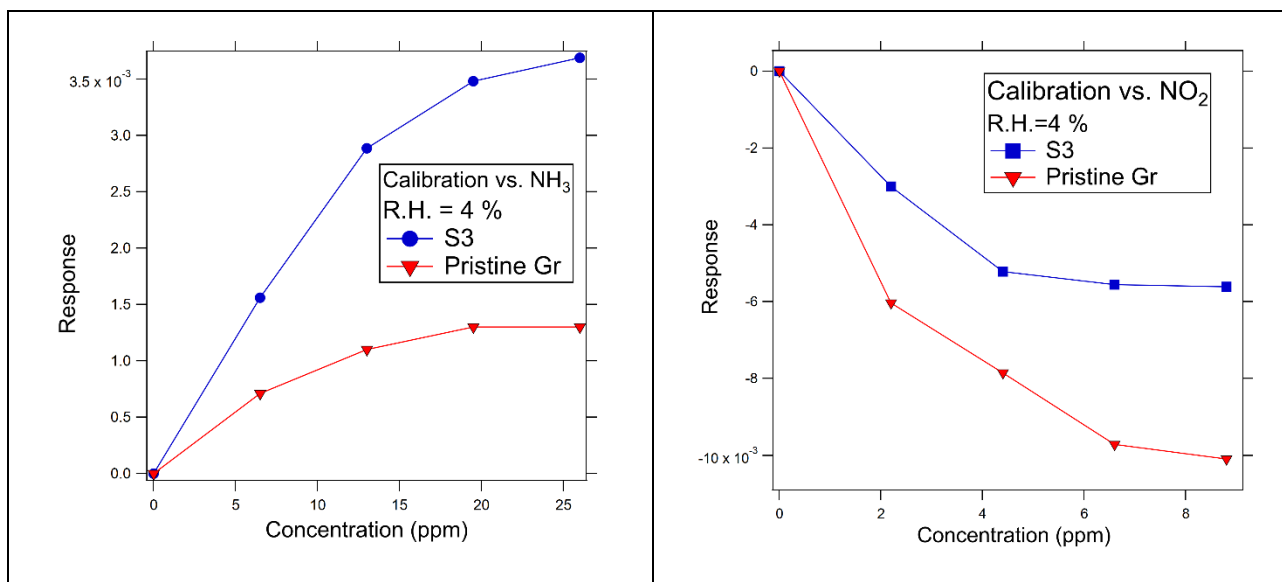 3.5 x 10⁻³
3.0
2.5
2.0
1.5
1.0
0.5
0.0
Response
Calibration vs. NH₃
R.H. = 4 %
S3
Pristine Gr
0 5 10 15 20 25
Concentration (ppm)
0
-2
-4
-6
-8
-10 x 10⁻³
Response
Calibration vs. NO₂
R.H.=4 %
S3
Pristine Gr
0 2 4 6 8
Concentration (ppm)